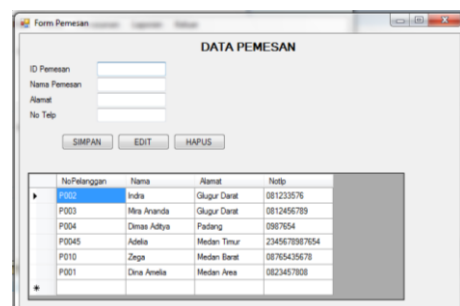 Form Pemesan
Laporan Keluar
DATA PEMESAN
ID Pemesan
Nama Pemesan
Alamat
No Telp
SIMPAN EDIT HAPUS
NoPelanggan Nama Alamat Notlp
P002 Indra Glugur Darat 081233576
P003 Mira Ananda Glugur Darat 0812456789
P004 Dimas Aditya Padang 0987654
P0045 Adelia Medan Timur 2345678987654
P010 Zega Medan Barat 08765435678
P001 Dina Amelia Medan Area 0823457808